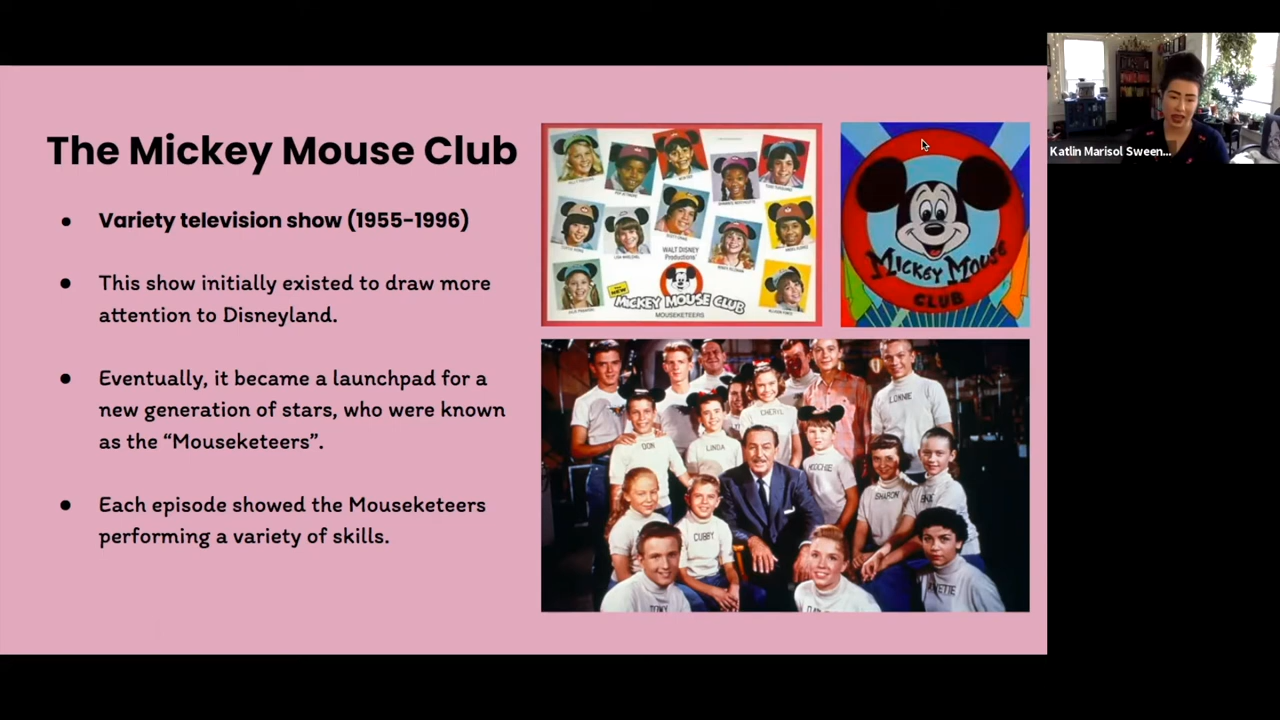 The Mickey Mouse Club
Variety television show (1955-1996)
This show initially existed to draw more
attention to Disneyland.
Eventually, it became a launchpad for a
new generation of stars, who were known
as the “Mouseketeers”.
Each episode showed the Mouseketeers
performing a variety of skills.
WALT DISNEY
Productions'
NEW
MICKEY MOUSE CLUB
MOUSEKETEERS
MICKEY MOUSE
CLUB
LONNIE
CHERYL
DON
LINDA
MOOCHIE
SHARON
CUBBY
Katlin Marisol Sween...